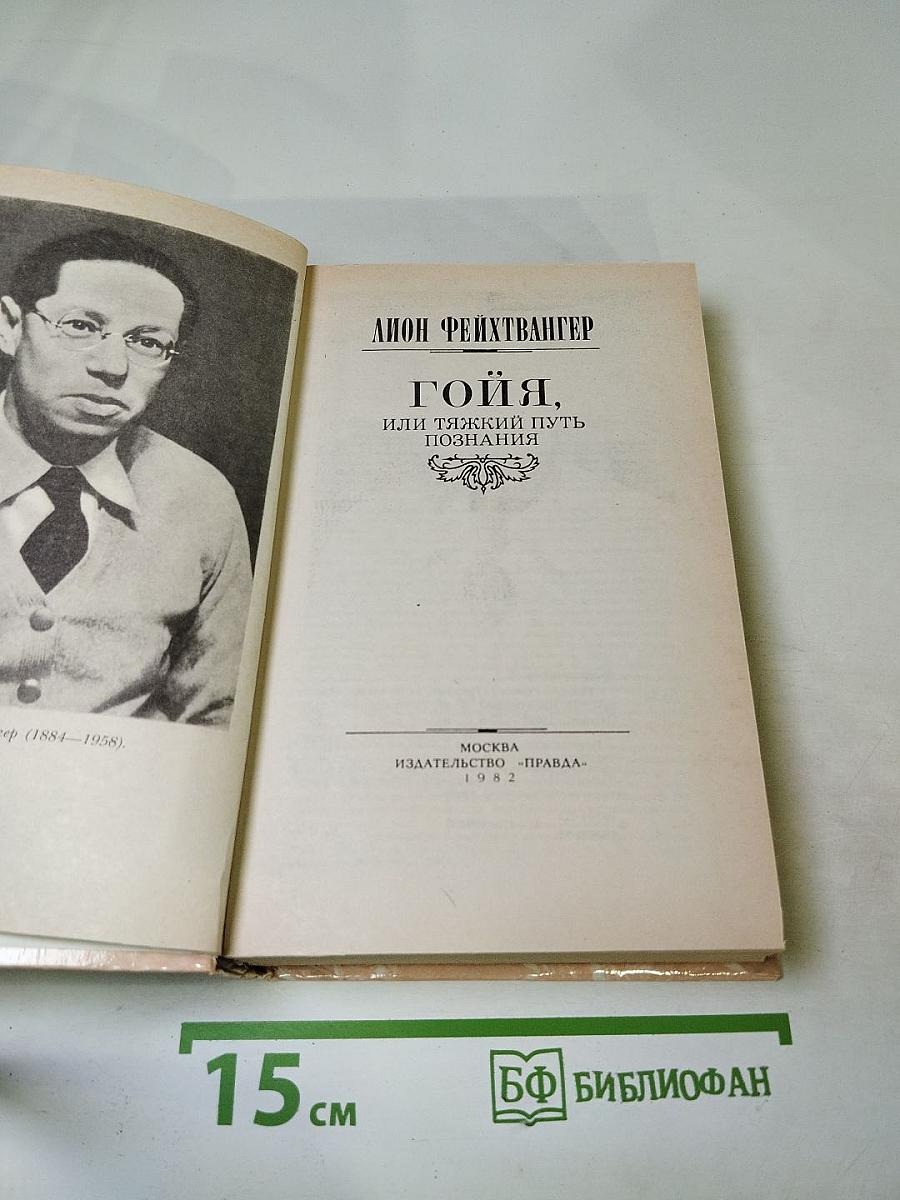 (1884—1958).
ЛИОН ФЕЙХТВАНГЕР
ГОЙЯ,
ИЛИ ТЯЖКИЙ ПУТЬ
ПОЗНАНИЯ
МОСКВА
ИЗДАТЕЛЬСТВО «ПРАВДА»
1982
15 см
БФ БИБЛИОФАН